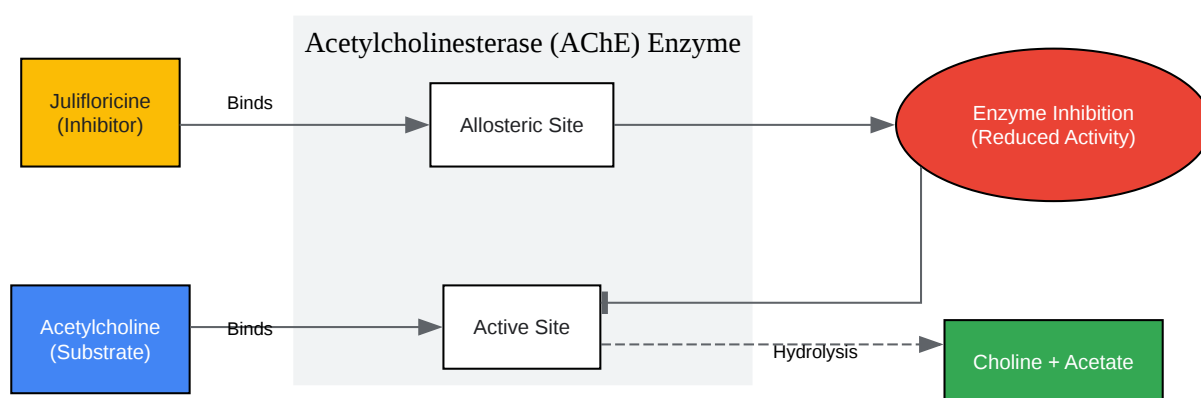 Acetylcholinesterase (AChE) Enzyme
Julifloricine
(Inhibitor)
Binds
Allosteric Site
Enzyme Inhibition
(Reduced Activity)
Acetylcholine
(Substrate)
Binds
Active Site
Hydrolysis
Choline + Acetate